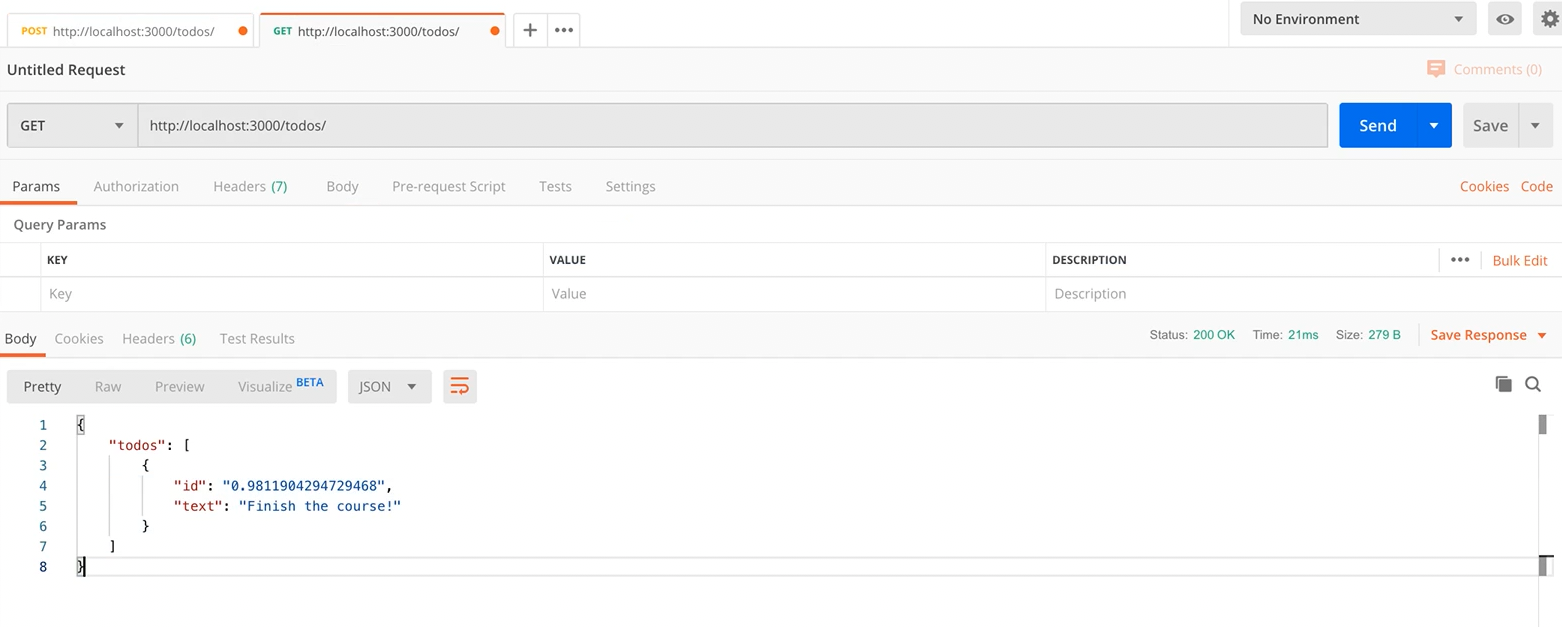 POST http://localhost:3000/todos/ GET http://localhost:3000/todos/ No Environment
Untitled Request Comments (0)
GET http://localhost:3000/todos/ Send Save
Params Authorization Headers (7) Body Pre-request Script Tests Settings Cookies Code
Query Params
KEY VALUE DESCRIPTION Bulk Edit
Key Value Description
Body Cookies Headers (6) Test Results Status: 200 OK Time: 21ms Size: 279 B Save Response
Pretty Raw Preview Visualize BETA JSON
1 {
2 "todos": [
3 {
4 "id": "0.9811904294729468",
5 "text": "Finish the course!"
6 }
7 ]
8 }